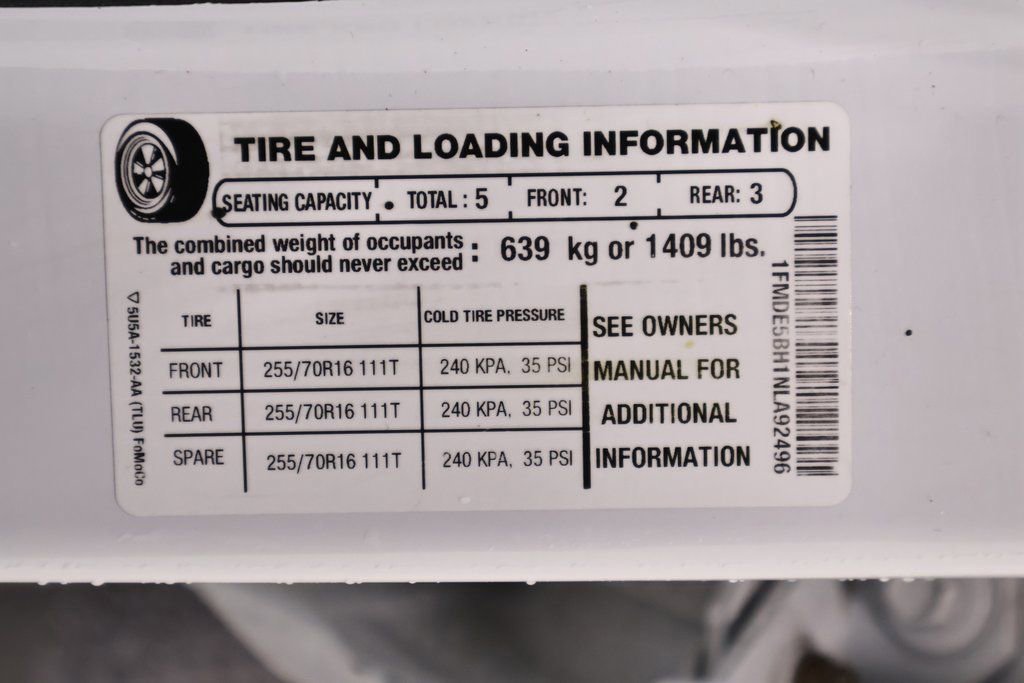 TIRE AND LOADING INFORMATION
SEATING CAPACITY TOTAL : 5 FRONT: 2 REAR: 3
The combined weight of occupants
and cargo should never exceed : 639 kg or 1409 lbs.
TIRE SIZE COLD TIRE PRESSURE
FRONT 255/70R16 111T 240 KPA, 35 PSI
REAR 255/70R16 111T 240 KPA, 35 PSI
SPARE 255/70R16 111T 240 KPA, 35 PSI
SEE OWNERS
MANUAL FOR
ADDITIONAL
INFORMATION
5U5A-1532-AA (TLU) FoMoCo
1FMDE5BH1NLA92496